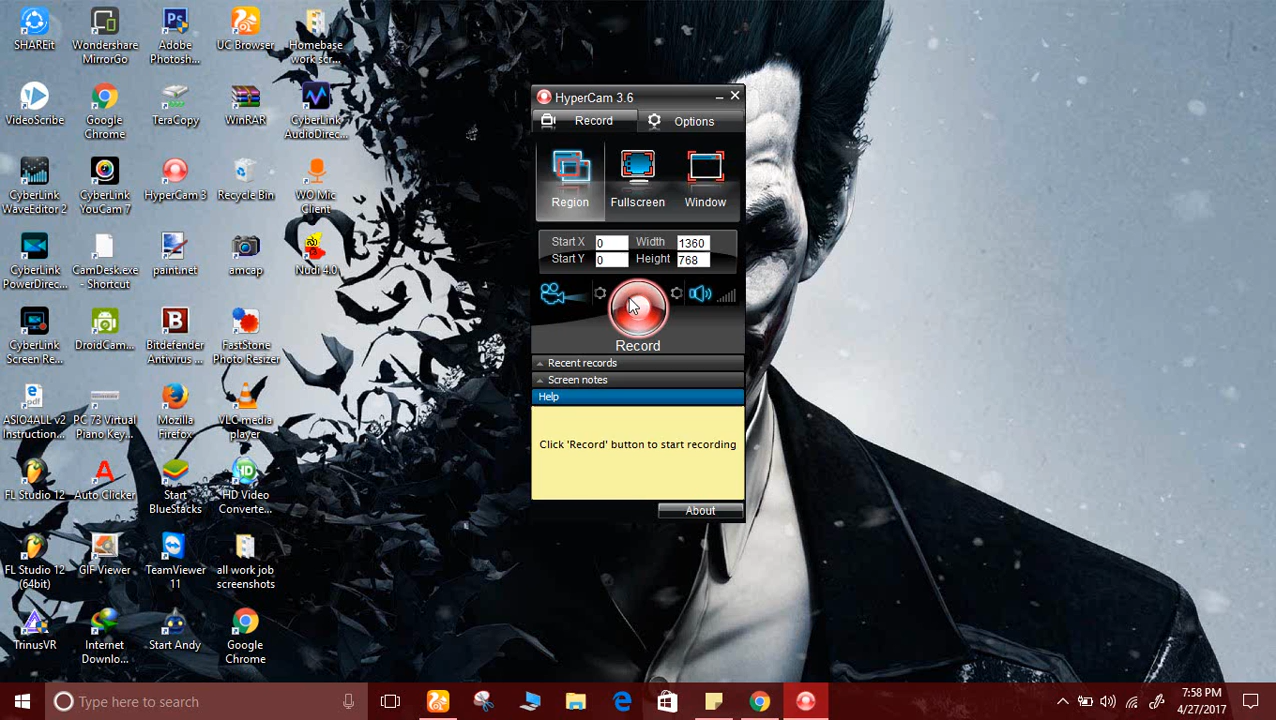 SHAREit
Wondershare
MirrorGo
Adobe
Photosh...
UC Browser
Homebase
work scr...
VideoScribe
Google
Chrome
TeraCopy
WinRAR
CyberLink
AudioDirec...
CyberLink
WaveEditor 2
CyberLink
YouCam 7
HyperCam 3
Recycle Bin
WO Mic
Client
CyberLink
PowerDirec...
CamDesk.exe
- Shortcut
paint.net
amcap
Nudi 4.0
CyberLink
Screen Re...
DroidCam...
Bitdefender
Antivirus ...
FastStone
Photo Resizer
ASIO4ALL v2
Instruction...
PC 73 Virtual
Piano Key...
Mozilla
Firefox
VLC media
player
FL Studio 12
Auto Clicker
Start
BlueStacks
HD Video
Converte...
FL Studio 12
(64bit)
GIF Viewer
TeamViewer
11
all work job
screenshots
TrinusVR
Internet
Downlo...
Start Andy
Google
Chrome
HyperCam 3.6
Record
Options
Region
Fullscreen
Window
Start X 0 Width 1360
Start Y 0 Height 768
Record
Recent records
Screen notes
Help
Click 'Record' button to start recording
About
Type here to search
7:58 PM
4/27/2017